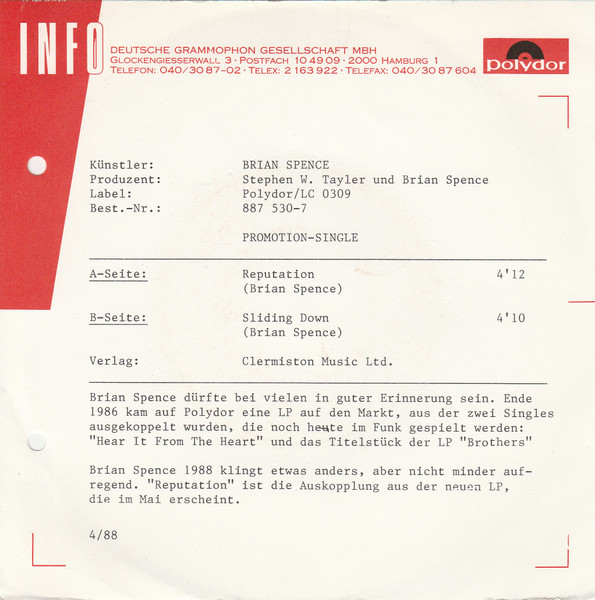 INFO
DEUTSCHE GRAMMOPHON GESELLSCHAFT MBH
GLOCKENGIESSERWALL 3 · POSTFACH 10 49 09 · 2000 HAMBURG 1
TELEFON: 040/30 87-02 · TELEX: 2 163 922 · TELEFAX: 040/30 87 604
polydor
Künstler: BRIAN SPENCE
Produzent: Stephen W. Tayler und Brian Spence
Label: Polydor/LC 0309
Best.-Nr.: 887 530-7
PROMOTION-SINGLE
A-Seite: Reputation 4'12
(Brian Spence)
B-Seite: Sliding Down 4'10
(Brian Spence)
Verlag: Clermiston Music Ltd.
Brian Spence dürfte bei vielen in guter Erinnerung sein. Ende
1986 kam auf Polydor eine LP auf den Markt, aus der zwei Singles
ausgekoppelt wurden, die noch heute im Funk gespielt werden:
"Hear It From The Heart" und das Titelstück der LP "Brothers"
Brian Spence 1988 klingt etwas anders, aber nicht minder auf-
regend. "Reputation" ist die Auskopplung aus der neuen LP,
die im Mai erscheint.
4/88